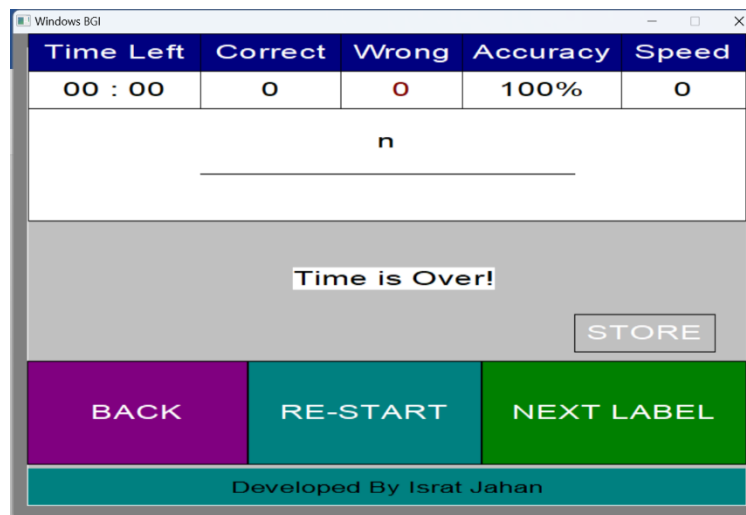 Windows BGI
Time Left Correct Wrong Accuracy Speed
00 : 00 0 0 100% 0
n
Time is Over!
STORE
BACK RE-START NEXT LABEL
Developed By Israt Jahan